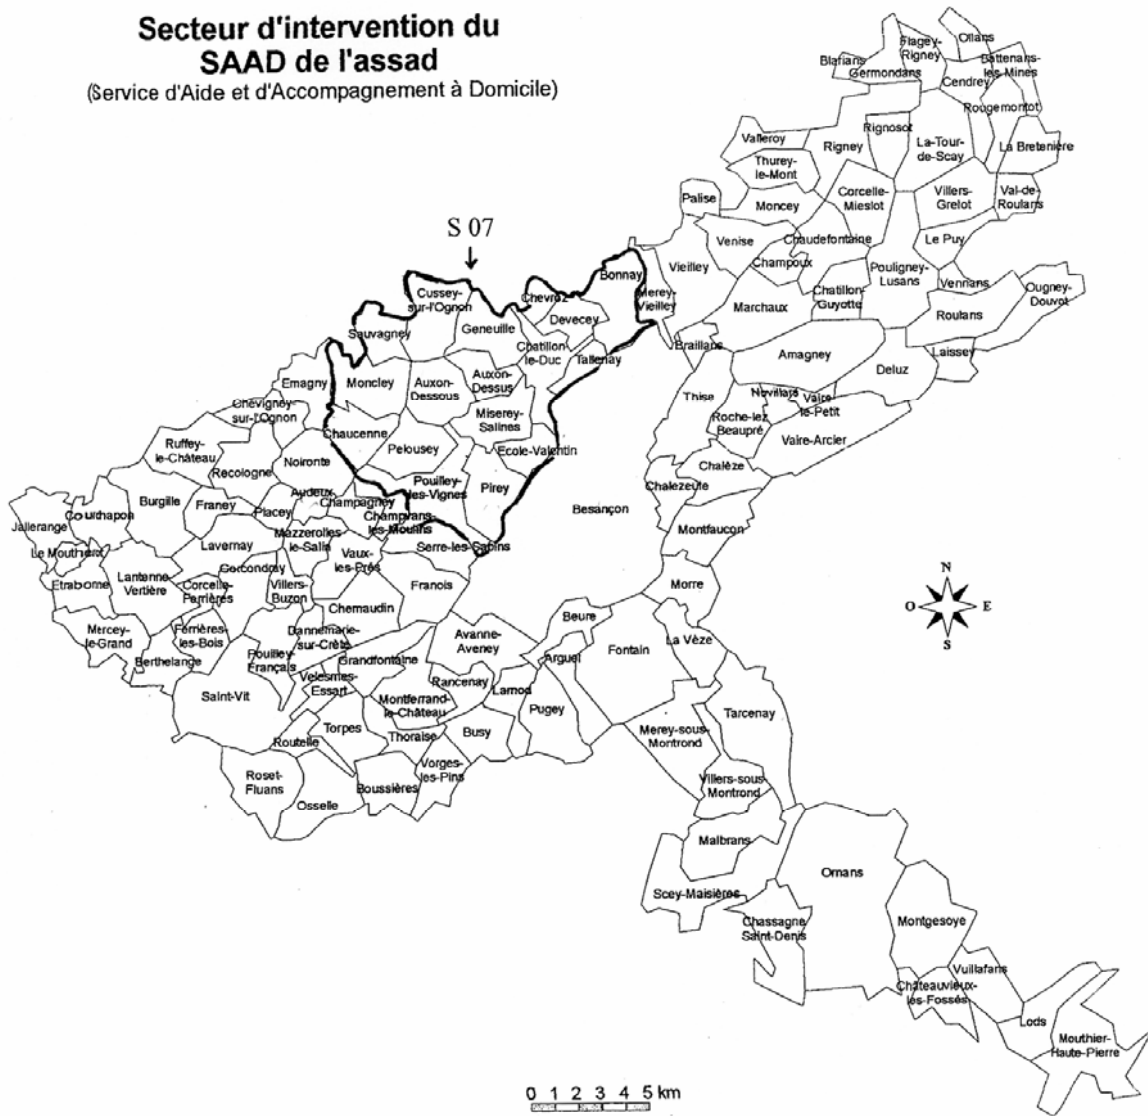 Secteur d'intervention du
SAAD de l'assad
(Service d'Aide et d'Accompagnement à Domicile)
S 07
Ollans
Flagey-
Rigney
Blarians
Germondans
Battenans-
les-Mines
Cendrey
Rougemontot
Rignosot
Valleroy
Rigney
La-Tour-
de-Scay
La Bretenière
Thurey-
le-Mont
Corcelle-
Mieslot
Villers-
Grelot
Val-de-
Roulans
Palise
Moncey
Venise
Chaudefontaine
Le Puy
Bonnay
Vieilley
Champoux
Pouligney-
Lusans
Vennans
Ougney-
Douvot
Cussey-
sur-l'Ognon
Chevroz
Merey-
Vieilley
Chatillon-
Guyotte
Marchaux
Roulans
Sauvagney
Geneuille
Devecey
Chatillon-
le-Duc
Tallenay
Braillans
Amagney
Laissey
Deluz
Emagny
Moncley
Auxon-
Dessous
Auxon-
Dessus
Thise
Novillars
Vaire-
le-Petit
Chevigney-
sur-l'Ognon
Miserey-
Salines
Roche-lez
Beaupré
Vaire-Arcier
Ruffey-
le-Château
Chaucenne
Pelousey
Ecole-Valentin
Recologne
Noironte
Chalèze
Pouilley-
les-Vignes
Pirey
Chalezeule
Burgille
Franey
Placey
Audeux
Champagney
Champvans-
les-Moulins
Besançon
Jallerange
Courchapon
Montfaucon
Le Moutherot
Lavernay
Mazzerolles-
le-Salin
Serre-les-Sapins
Vaux-
les-Prés
Etrabonne
Lantenne-
Vertière
Corcondray
Corcelle-
Ferrières
Villers-
Buzon
Franois
Morre
Chemaudin
N
O
E
S
Beure
Mercey-
le-Grand
Ferrières-
les-Bois
Dannemarie-
sur-Crète
Avanne-
Aveney
La Vèze
Berthelange
Pouilley-
Français
Grandfontaine
Arguel
Fontain
Velesmes-
Essart
Rancenay
Larnod
Saint-Vit
Montferrand-
le-Château
Pugey
Tarcenay
Torpes
Thoraise
Busy
Merey-sous-
Montrond
Routelle
Vorges-
les-Pins
Roset-
Fluans
Boussières
Villers-sous-
Montrond
Osselle
Malbrans
Ornans
Scey-Maisières
Chassagne
Saint-Denis
Montgesoye
Vuillafans
Châteauvieux-
les-Fossés
Lods
Mouthier-
Haute-Pierre
0 1 2 3 4 5 km